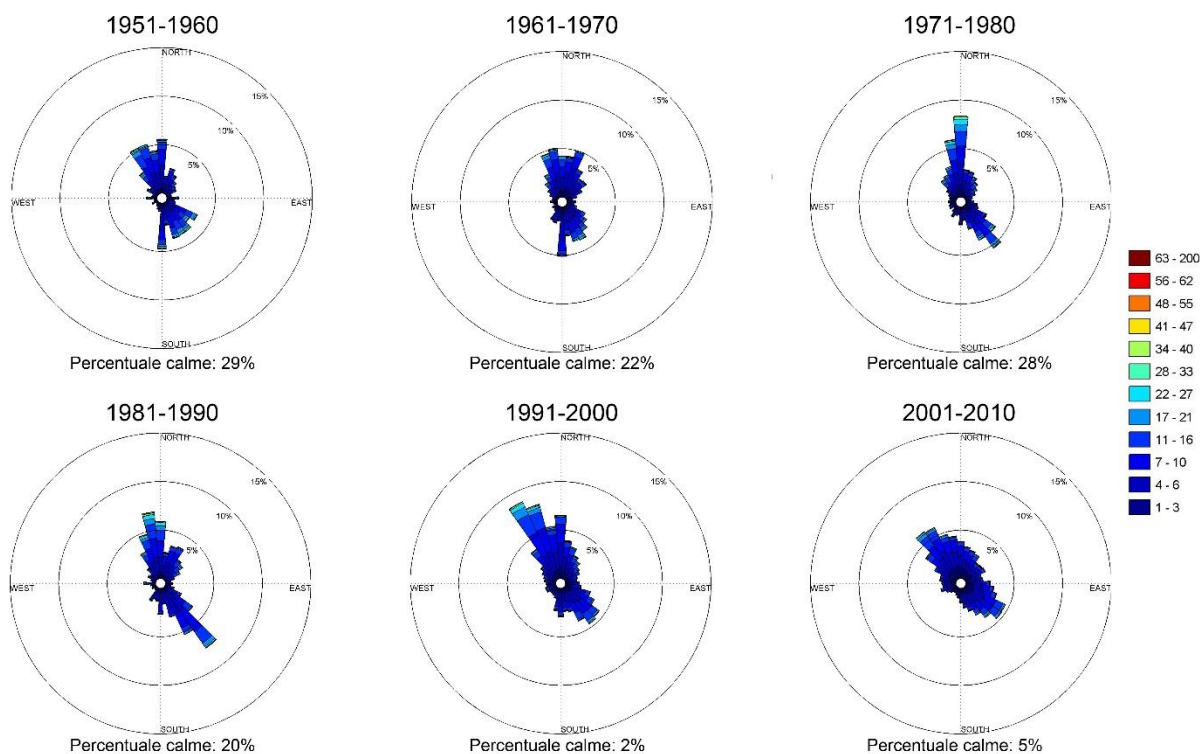 1951-1960
NORTH
15%
10%
5%
WEST
EAST
SOUTH
Percentuale calme: 29%
1961-1970
NORTH
15%
10%
5%
WEST
EAST
SOUTH
Percentuale calme: 22%
1971-1980
NORTH
15%
10%
5%
WEST
EAST
SOUTH
Percentuale calme: 28%
63 - 200
56 - 62
48 - 55
41 - 47
34 - 40
28 - 33
22 - 27
17 - 21
11 - 16
7 - 10
4 - 6
1 - 3
1981-1990
NORTH
15%
10%
5%
WEST
EAST
SOUTH
Percentuale calme: 20%
1991-2000
NORTH
15%
10%
5%
WEST
EAST
SOUTH
Percentuale calme: 2%
2001-2010
NORTH
15%
10%
5%
WEST
EAST
SOUTH
Percentuale calme: 5%